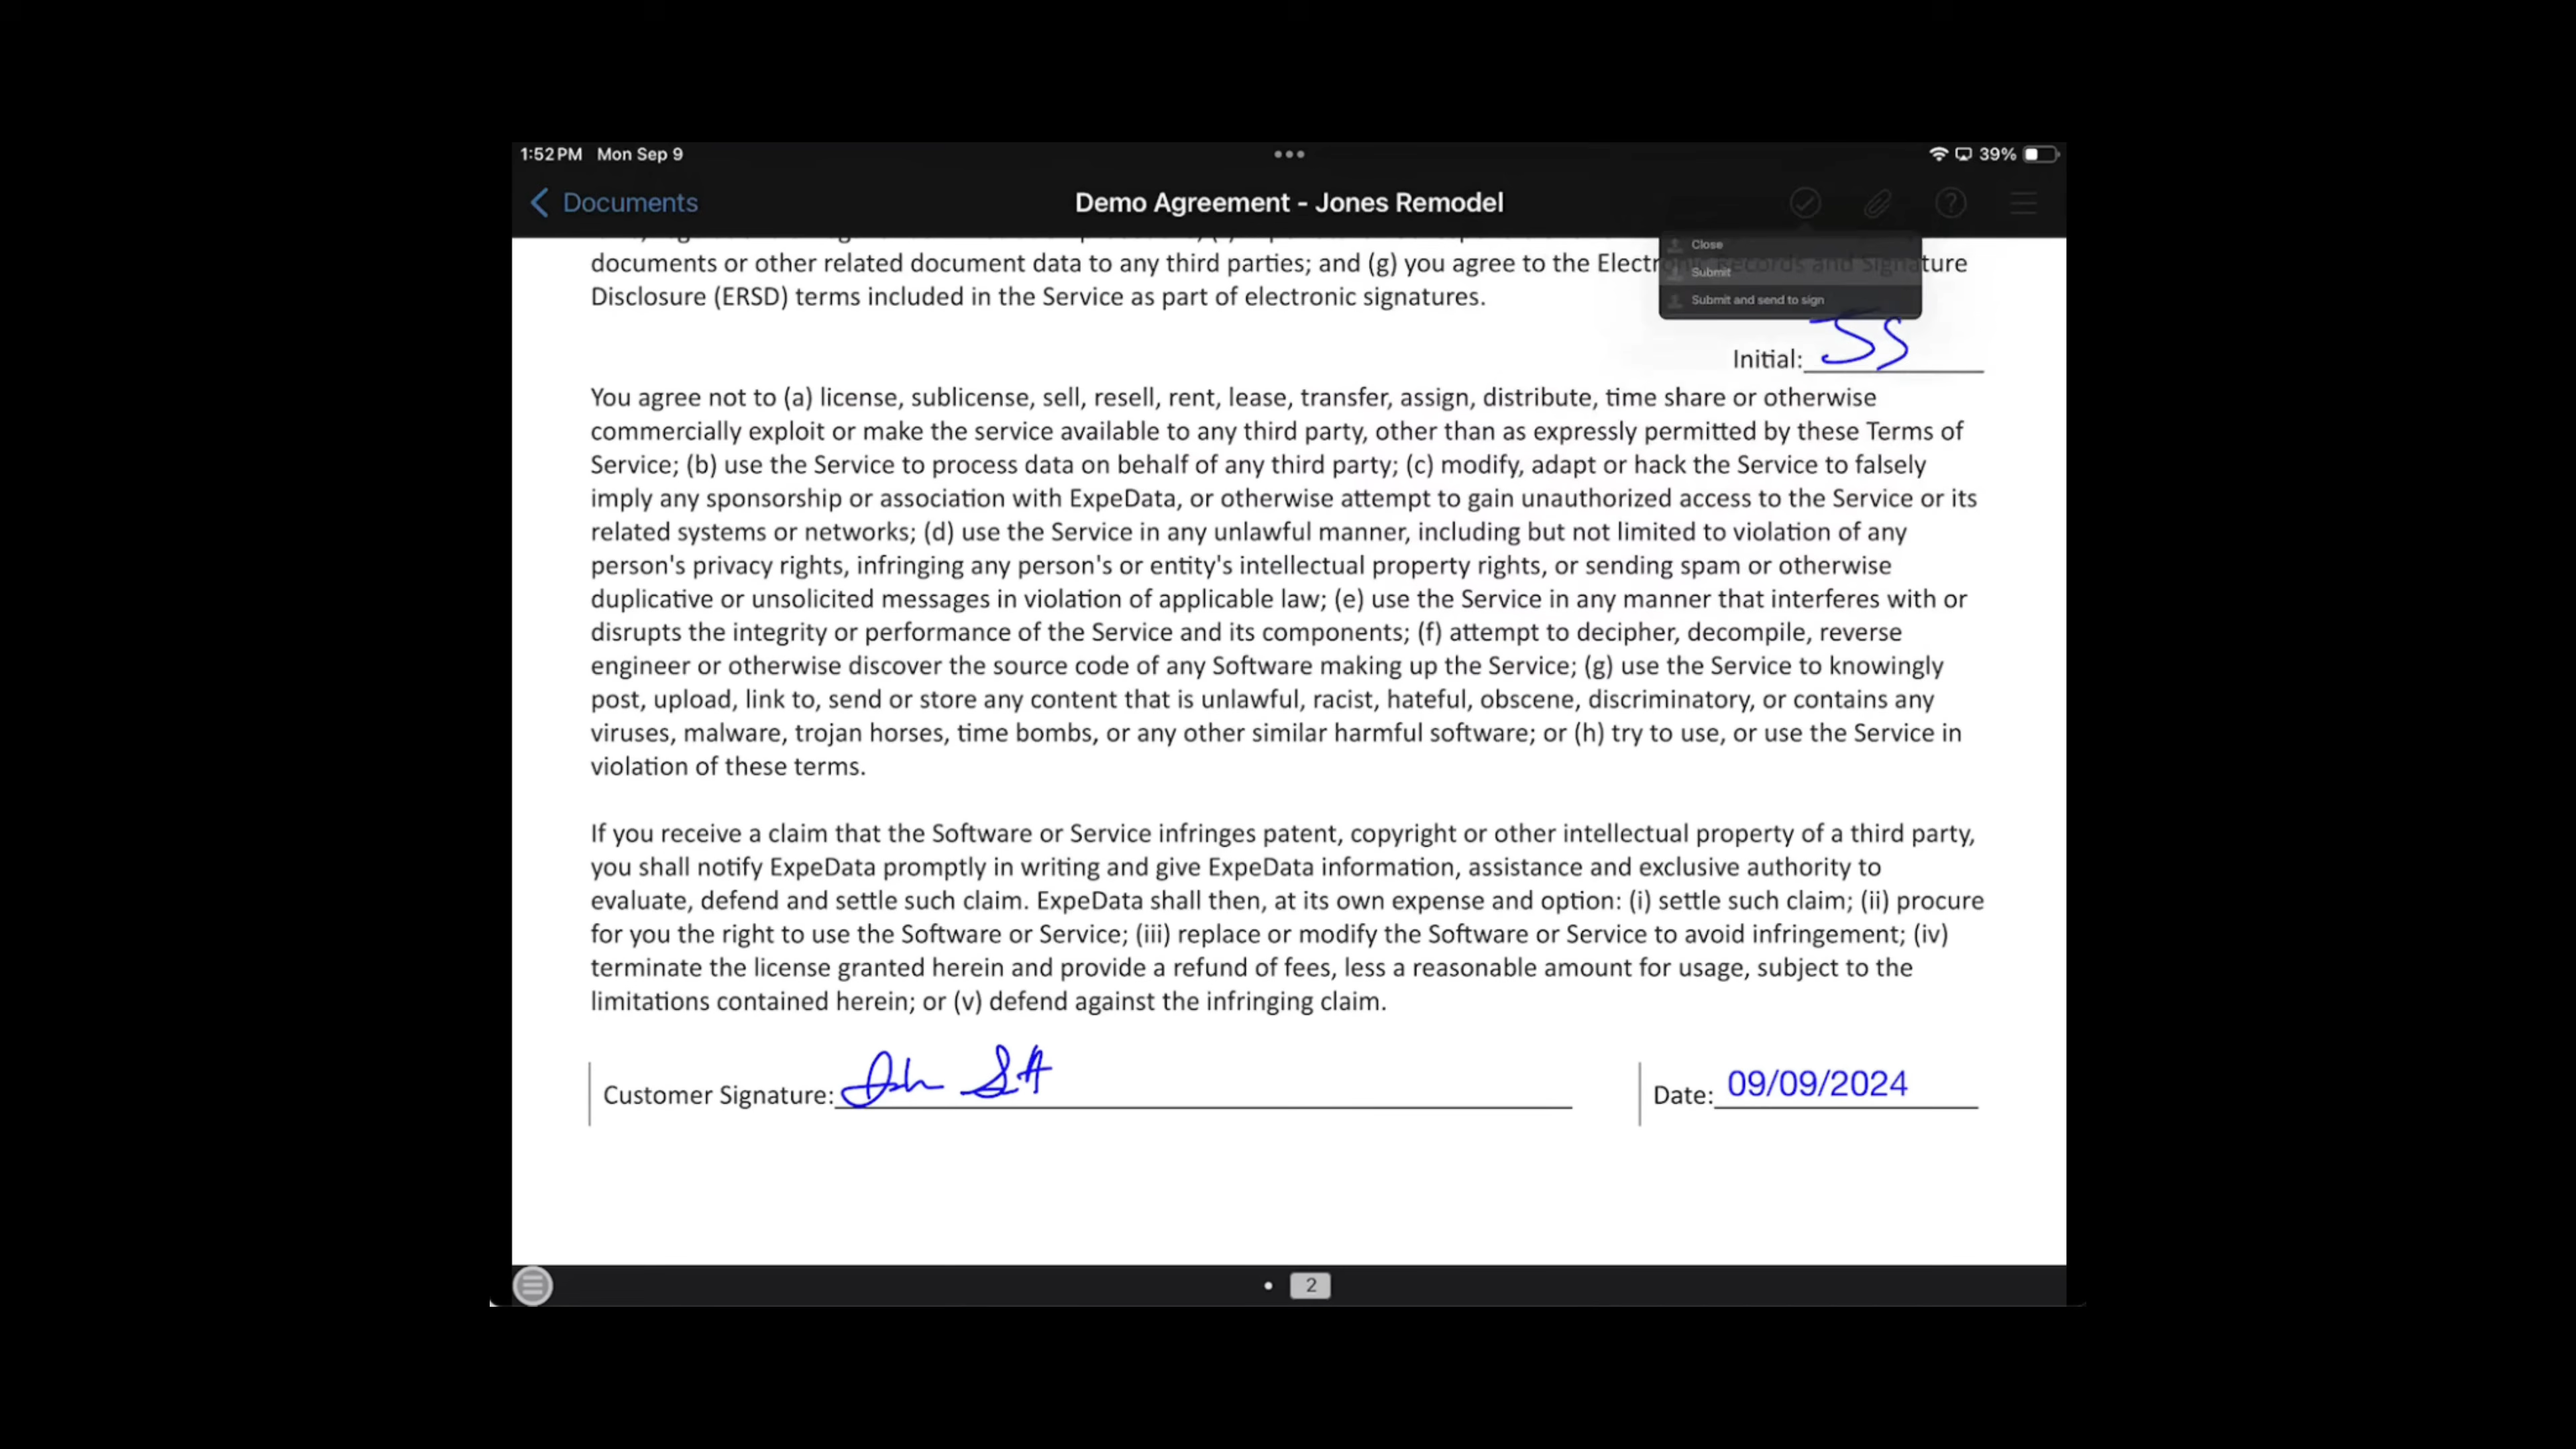 1:52 PM Mon Sep 9
39%
Documents
Demo Agreement - Jones Remodel
Close
Submit
Submit and send to sign
documents or other related document data to any third parties; and (g) you agree to the Electronic Records and Signature
Disclosure (ERSD) terms included in the Service as part of electronic signatures.
Initial: JS
You agree not to (a) license, sublicense, sell, resell, rent, lease, transfer, assign, distribute, time share or otherwise
commercially exploit or make the service available to any third party, other than as expressly permitted by these Terms of
Service; (b) use the Service to process data on behalf of any third party; (c) modify, adapt or hack the Service to falsely
imply any sponsorship or association with ExpeData, or otherwise attempt to gain unauthorized access to the Service or its
related systems or networks; (d) use the Service in any unlawful manner, including but not limited to violation of any
person's privacy rights, infringing any person's or entity's intellectual property rights, or sending spam or otherwise
duplicative or unsolicited messages in violation of applicable law; (e) use the Service in any manner that interferes with or
disrupts the integrity or performance of the Service and its components; (f) attempt to decipher, decompile, reverse
engineer or otherwise discover the source code of any Software making up the Service; (g) use the Service to knowingly
post, upload, link to, send or store any content that is unlawful, racist, hateful, obscene, discriminatory, or contains any
viruses, malware, trojan horses, time bombs, or any other similar harmful software; or (h) try to use, or use the Service in
violation of these terms.
If you receive a claim that the Software or Service infringes patent, copyright or other intellectual property of a third party,
you shall notify ExpeData promptly in writing and give ExpeData information, assistance and exclusive authority to
evaluate, defend and settle such claim. ExpeData shall then, at its own expense and option: (i) settle such claim; (ii) procure
for you the right to use the Software or Service; (iii) replace or modify the Software or Service to avoid infringement; (iv)
terminate the license granted herein and provide a refund of fees, less a reasonable amount for usage, subject to the
limitations contained herein; or (v) defend against the infringing claim.
Customer Signature:
Date: 09/09/2024
2